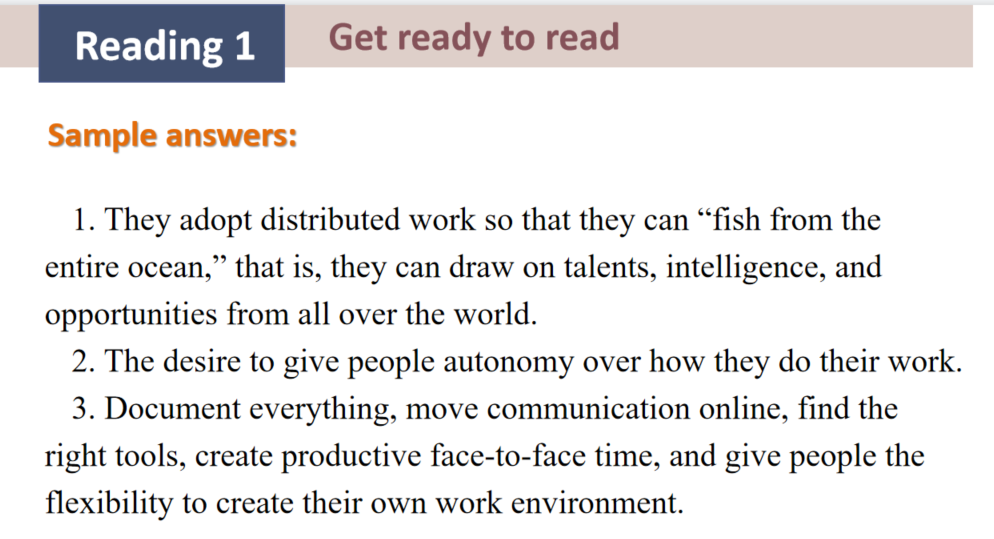 Reading 1
Get ready to read
Sample answers:
1. They adopt distributed work so that they can “fish from the
entire ocean,” that is, they can draw on talents, intelligence, and
opportunities from all over the world.
2. The desire to give people autonomy over how they do their work.
3. Document everything, move communication online, find the
right tools, create productive face-to-face time, and give people the
flexibility to create their own work environment.